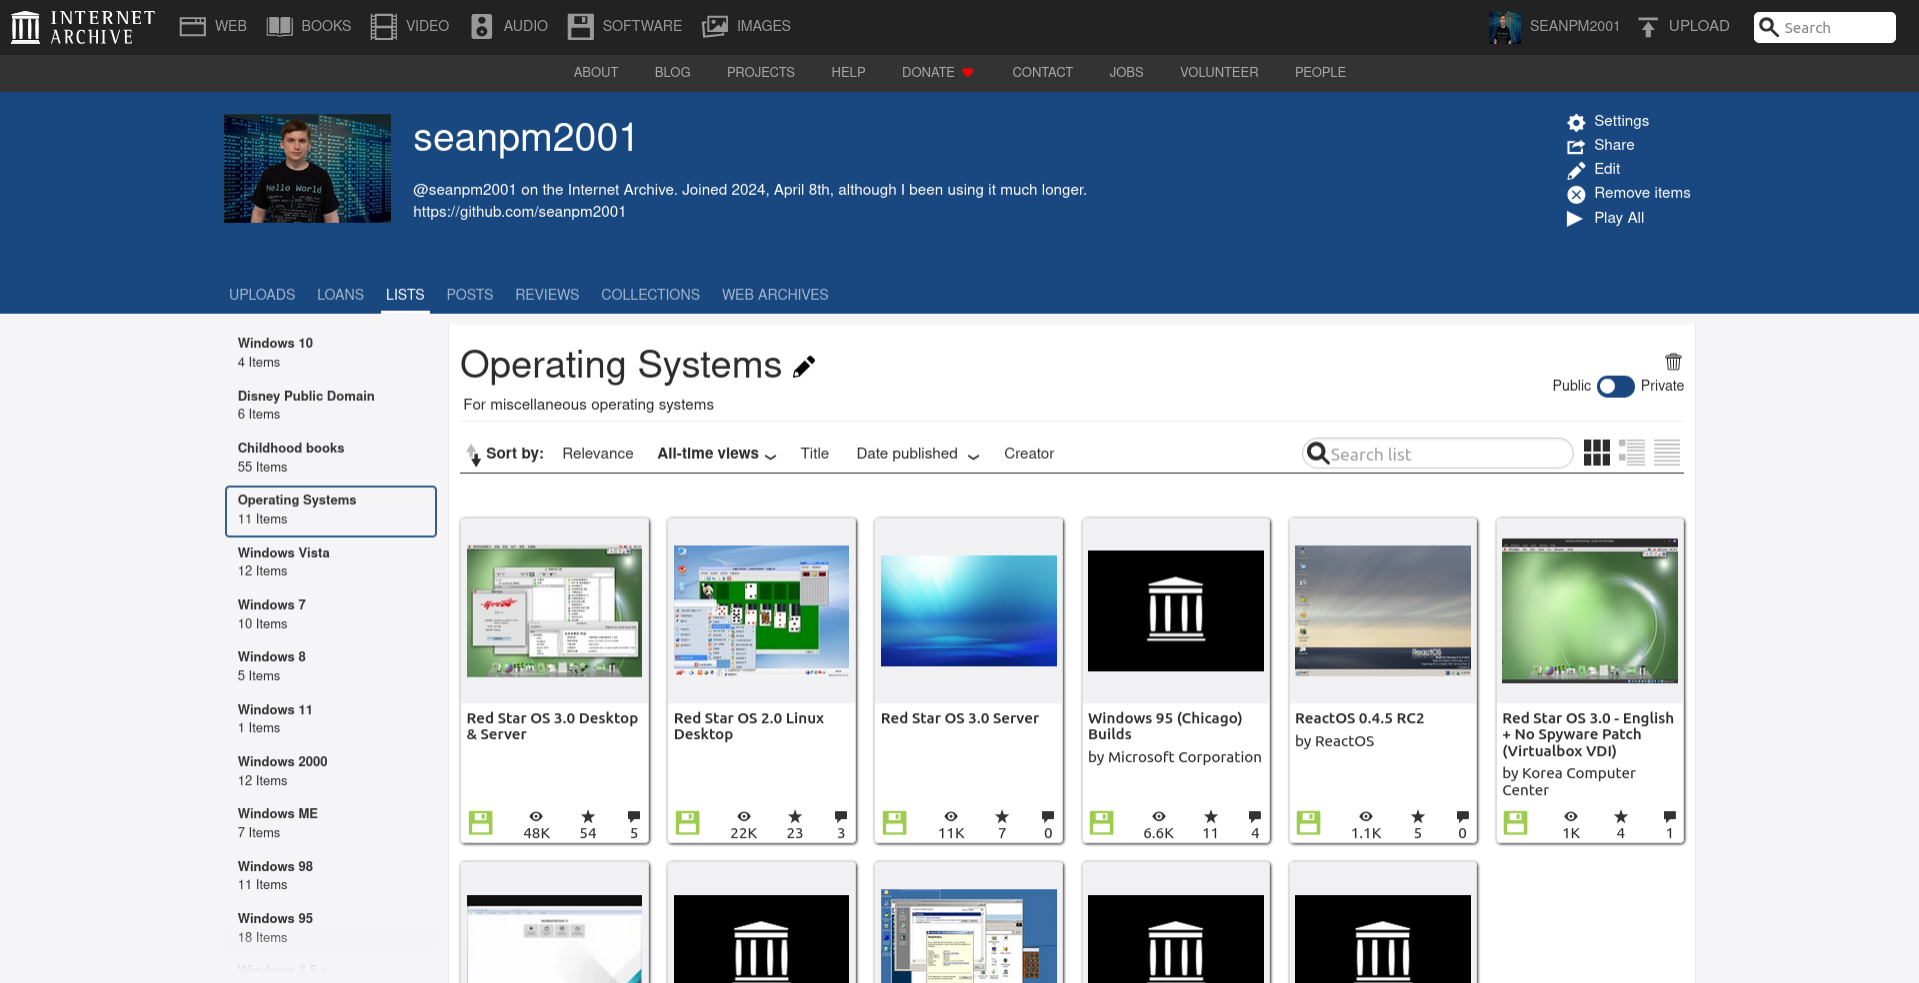 INTERNET ARCHIVE
WEB
BOOKS
VIDEO
AUDIO
SOFTWARE
IMAGES
SEANPM2001
UPLOAD
Search
ABOUT
BLOG
PROJECTS
HELP
DONATE
CONTACT
JOBS
VOLUNTEER
PEOPLE
Hello World
seanpm2001
@seanpm2001 on the Internet Archive. Joined 2024, April 8th, although I been using it much longer.
https://github.com/seanpm2001
Settings
Share
Edit
Remove items
Play All
UPLOADS
LOANS
LISTS
POSTS
REVIEWS
COLLECTIONS
WEB ARCHIVES
Windows 10
4 Items
Disney Public Domain
6 Items
Childhood books
55 Items
Operating Systems
11 Items
Windows Vista
12 Items
Windows 7
10 Items
Windows 8
5 Items
Windows 11
1 Items
Windows 2000
12 Items
Windows ME
7 Items
Windows 98
11 Items
Windows 95
18 Items
Operating Systems
For miscellaneous operating systems
Public
Private
Sort by:
Relevance
All-time views
Title
Date published
Creator
Search list
Red Star OS 3.0 Desktop
& Server
48K
54
5
Red Star OS 2.0 Linux
Desktop
22K
23
3
Red Star OS 3.0 Server
11K
7
0
Windows 95 (Chicago)
Builds
by Microsoft Corporation
6.6K
11
4
ReactOS
ReactOS 0.4.5 RC2
by ReactOS
1.1K
5
0
Red Star OS 3.0 - English
+ No Spyware Patch
(Virtualbox VDI)
by Korea Computer
Center
1K
4
1